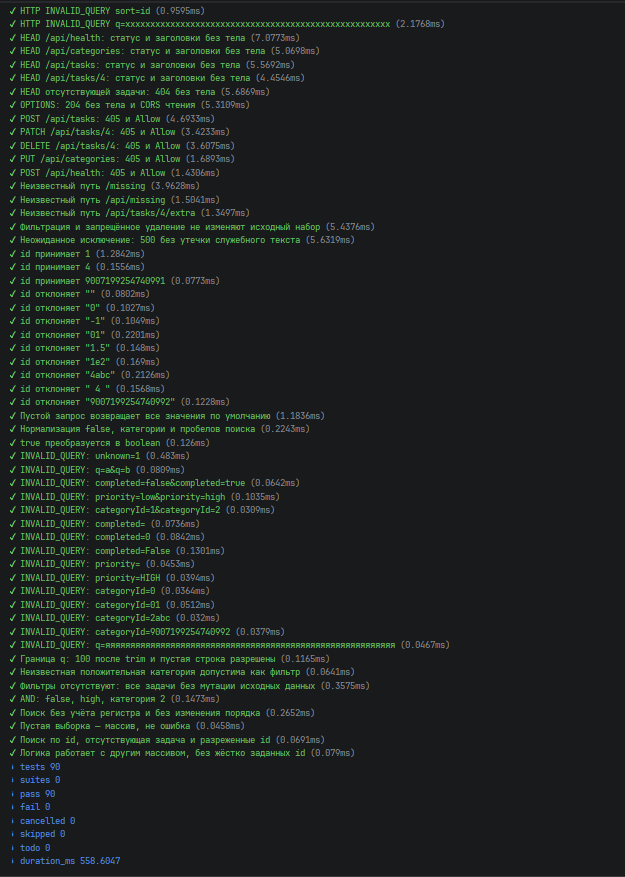 ✓ HTTP INVALID_QUERY sort=id (0.9595ms)
✓ HTTP INVALID_QUERY q=xxxxxxxxxxxxxxxxxxxxxxxxxxxxxxxxxxxxxxxxxxxxxxxxxxxxx (2.1768ms)
✓ HEAD /api/health: статус и заголовки без тела (7.0773ms)
✓ HEAD /api/categories: статус и заголовки без тела (5.0698ms)
✓ HEAD /api/tasks: статус и заголовки без тела (5.5692ms)
✓ HEAD /api/tasks/4: статус и заголовки без тела (4.4546ms)
✓ HEAD отсутствующей задачи: 404 без тела (5.6869ms)
✓ OPTIONS: 204 без тела и CORS чтения (5.3109ms)
✓ POST /api/tasks: 405 и Allow (4.6933ms)
✓ PATCH /api/tasks/4: 405 и Allow (3.4233ms)
✓ DELETE /api/tasks/4: 405 и Allow (3.6075ms)
✓ PUT /api/categories: 405 и Allow (1.6893ms)
✓ POST /api/health: 405 и Allow (1.4306ms)
✓ Неизвестный путь /missing (3.9628ms)
✓ Неизвестный путь /api/missing (1.5041ms)
✓ Неизвестный путь /api/tasks/4/extra (1.3497ms)
✓ Фильтрация и запрещённое удаление не изменяют исходный набор (5.4376ms)
✓ Неожиданное исключение: 500 без утечки служебного текста (5.6319ms)
✓ id принимает 1 (1.2842ms)
✓ id принимает 4 (0.1556ms)
✓ id принимает 9007199254740991 (0.0773ms)
✓ id отклоняет "" (0.0802ms)
✓ id отклоняет "0" (0.1027ms)
✓ id отклоняет "-1" (0.1049ms)
✓ id отклоняет "01" (0.2201ms)
✓ id отклоняет "1.5" (0.148ms)
✓ id отклоняет "1e2" (0.169ms)
✓ id отклоняет "4abc" (0.2126ms)
✓ id отклоняет " 4 " (0.1568ms)
✓ id отклоняет "9007199254740992" (0.1228ms)
✓ Пустой запрос возвращает все значения по умолчанию (1.1836ms)
✓ Нормализация false, категории и пробелов поиска (0.2243ms)
✓ true преобразуется в boolean (0.126ms)
✓ INVALID_QUERY: unknown=1 (0.483ms)
✓ INVALID_QUERY: q=a&q=b (0.0809ms)
✓ INVALID_QUERY: completed=false&completed=true (0.0642ms)
✓ INVALID_QUERY: priority=low&priority=high (0.1035ms)
✓ INVALID_QUERY: categoryId=1&categoryId=2 (0.0309ms)
✓ INVALID_QUERY: completed= (0.0736ms)
✓ INVALID_QUERY: completed=0 (0.0842ms)
✓ INVALID_QUERY: completed=False (0.1301ms)
✓ INVALID_QUERY: priority= (0.0453ms)
✓ INVALID_QUERY: priority=HIGH (0.0394ms)
✓ INVALID_QUERY: categoryId=0 (0.0364ms)
✓ INVALID_QUERY: categoryId=01 (0.0512ms)
✓ INVALID_QUERY: categoryId=2abc (0.032ms)
✓ INVALID_QUERY: categoryId=9007199254740992 (0.0379ms)
✓ INVALID_QUERY: q=яяяяяяяяяяяяяяяяяяяяяяяяяяяяяяяяяяяяяяяяяяяяяяяяяяяяяяяяяя (0.0467ms)
✓ Граница q: 100 после trim и пустая строка разрешены (0.1165ms)
✓ Неизвестная положительная категория допустима как фильтр (0.0641ms)
✓ Фильтры отсутствуют: все задачи без мутации исходных данных (0.3575ms)
✓ AND: false, high, категория 2 (0.1473ms)
✓ Поиск без учёта регистра и без изменения порядка (0.2652ms)
✓ Пустая выборка — массив, не ошибка (0.0458ms)
✓ Поиск по id, отсутствующая задача и разреженные id (0.0691ms)
✓ Логика работает с другим массивом, без жёстко заданных id (0.079ms)
tests 90
suites 0
pass 90
fail 0
cancelled 0
skipped 0
todo 0
duration_ms 558.6047